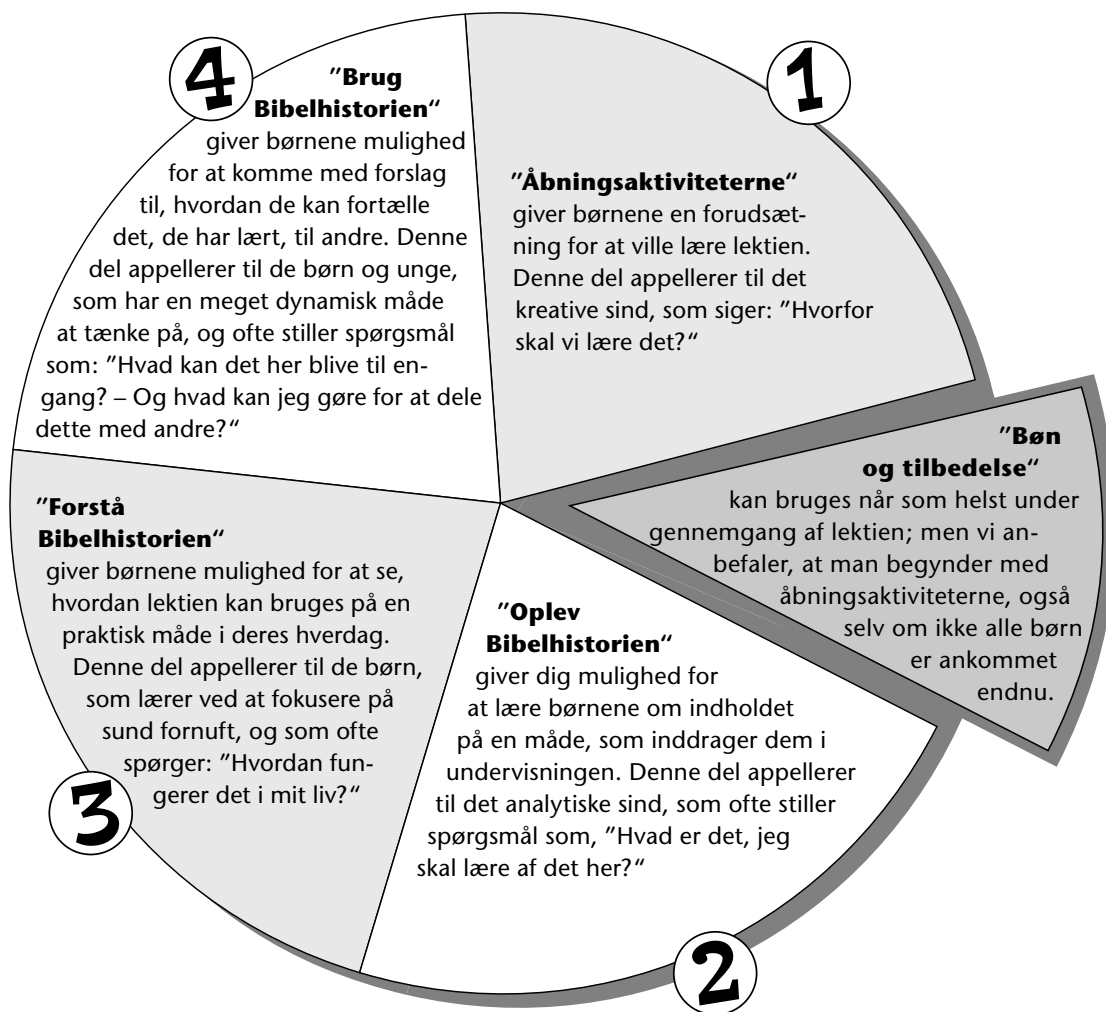 1
"Åbningsaktiviteterne“
giver børnene en forudsæt-
ning for at ville lære lektien.
Denne del appellerer til det
kreative sind, som siger: "Hvorfor
skal vi lære det?“
"Bøn
og tilbedelse“
kan bruges når som helst under
gennemgang af lektien; men vi an-
befaler, at man begynder med
åbningsaktiviteterne, også
selv om ikke alle børn
er ankommet
endnu.
2
"Oplev
Bibelhistorien“
giver dig mulighed for
at lære børnene om indholdet
på en måde, som inddrager dem i
undervisningen. Denne del appellerer
til det analytiske sind, som ofte stiller
spørgsmål som, "Hvad er det, jeg
skal lære af det her?“
3
"Forstå
Bibelhistorien“
giver børnene mulighed for at se,
hvordan lektien kan bruges på en
praktisk måde i deres hverdag.
Denne del appellerer til de børn,
som lærer ved at fokusere på
sund fornuft, og som ofte
spørger: "Hvordan fun-
gerer det i mit liv?“
4
"Brug
Bibelhistorien“
giver børnene mulighed
for at komme med forslag
til, hvordan de kan fortælle
det, de har lært, til andre. Denne
del appellerer til de børn og unge,
som har en meget dynamisk måde
at tænke på, og ofte stiller spørgsmål
som: "Hvad kan det her blive til en-
gang? – Og hvad kan jeg gøre for at dele
dette med andre?“